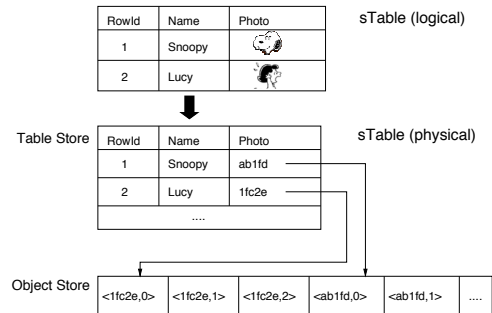 sTable (logical)
RowId Name Photo
1 Snoopy
2 Lucy
Table Store
sTable (physical)
RowId Name Photo
1 Snoopy ab1fd
2 Lucy 1fc2e
....
Object Store
<1fc2e,0> <1fc2e,1> <1fc2e,2> <ab1fd,0> <ab1fd,1> ....